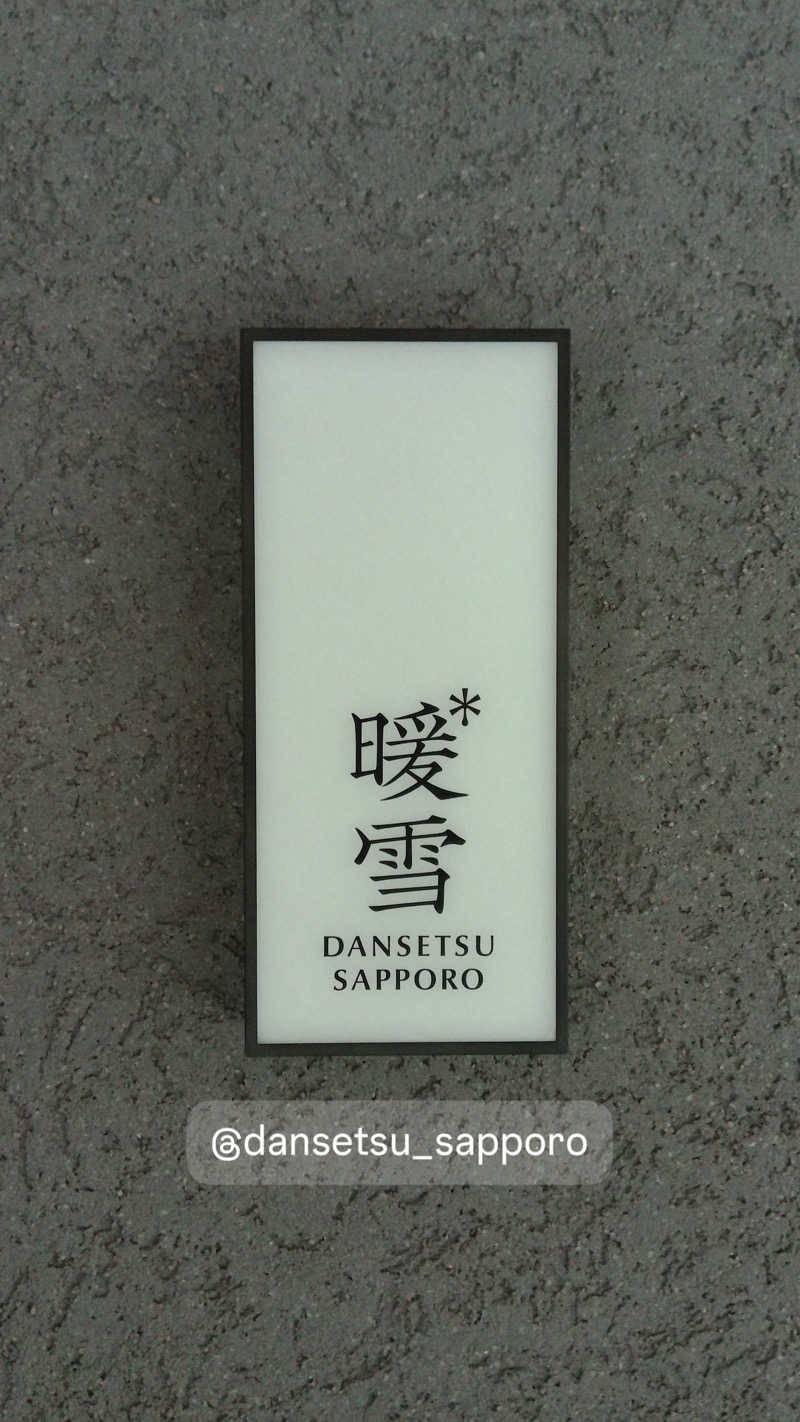 暖*
雪
DANSETSU
SAPPORO
@dansetsu_sapporo